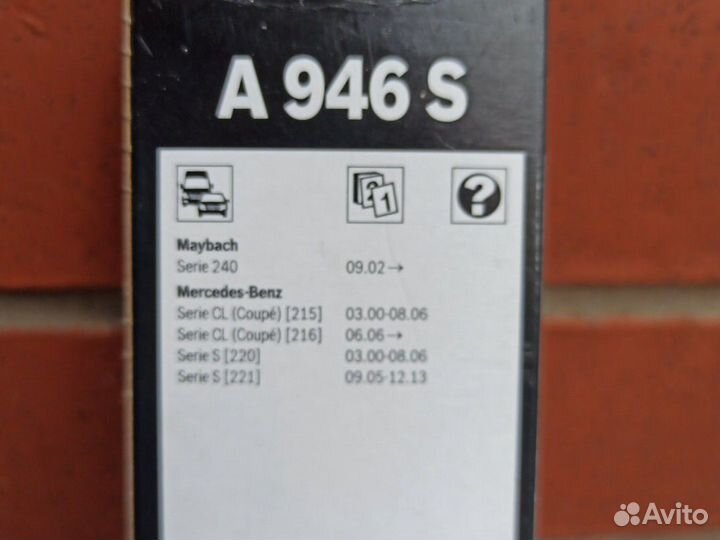 A 946 S
Maybach
Serie 240 09.02→
Mercedes-Benz
Serie CL (Coupé) [215] 03.00-08.06
Serie CL (Coupé) [216] 06.06→
Serie S [220] 03.00-08.06
Serie S [221] 09.05-12.13
Avito